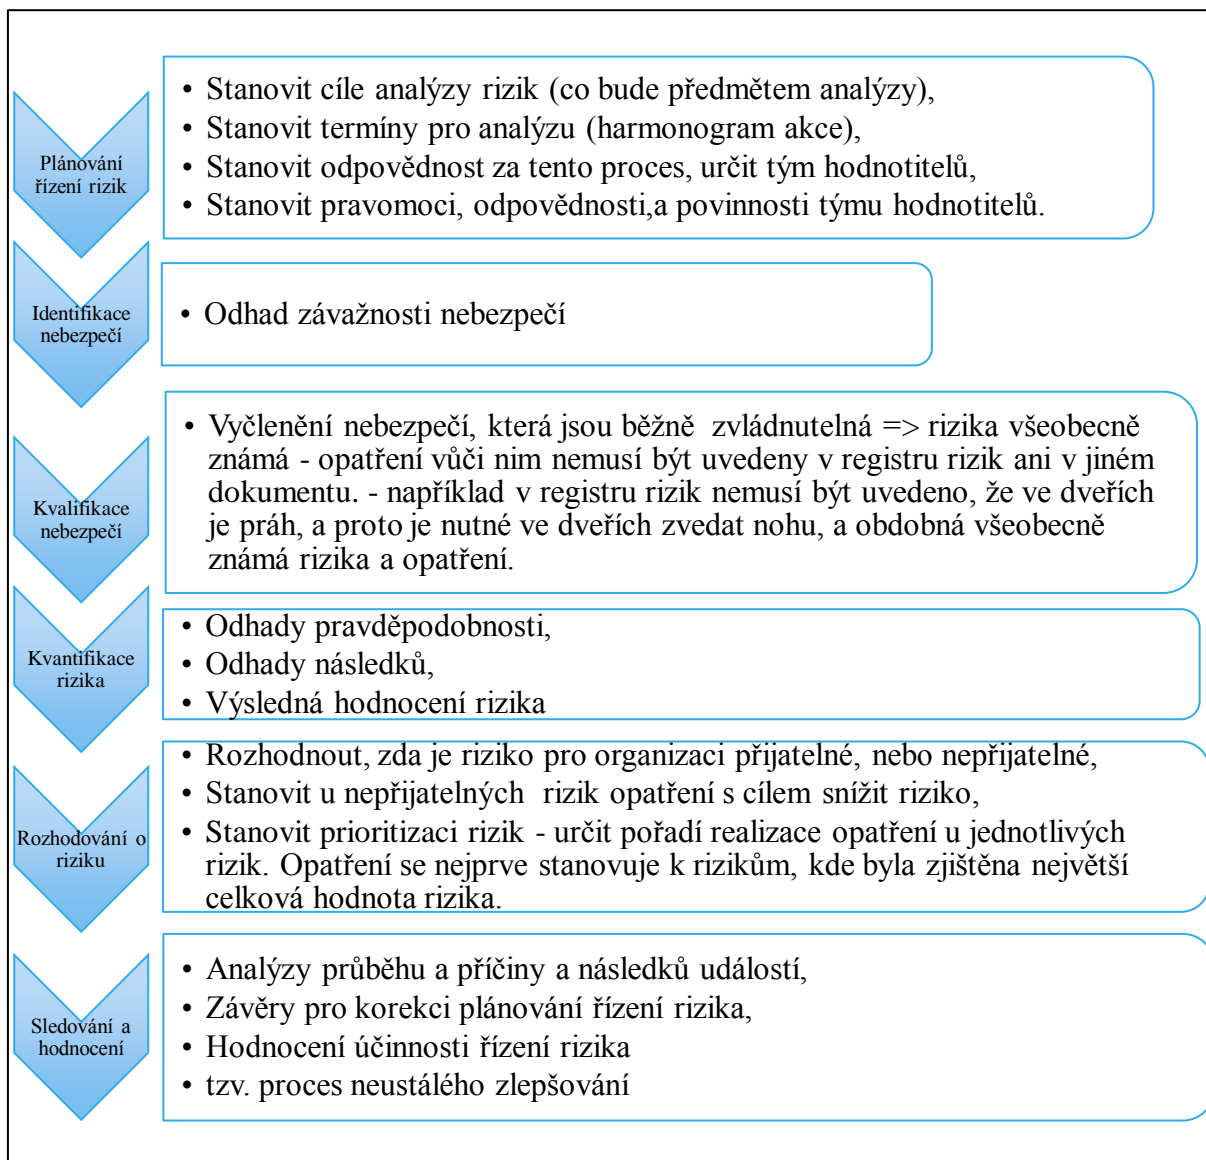 Plánování
řízení rizik
• Stanovit cíle analýzy rizik (co bude předmětem analýzy),
• Stanovit termíny pro analýzu (harmonogram akce),
• Stanovit odpovědnost za tento proces, určit tým hodnotitelů,
• Stanovit pravomoci, odpovědnosti,a povinnosti týmu hodnotitelů.
Identifikace
nebezpečí
• Odhad závažnosti nebezpečí
Kvalifikace
nebezpečí
• Vyčlenění nebezpečí, která jsou běžně  zvládnutelná => rizika všeobecně
známá - opatření vůči nim nemusí být uvedeny v registru rizik ani v jiném
dokumentu. - například v registru rizik nemusí být uvedeno, že ve dveřích
je práh, a proto je nutné ve dveřích zvedat nohu, a obdobná všeobecně
známá rizika a opatření.
Kvantifikace
rizika
• Odhady pravděpodobnosti,
• Odhady následků,
• Výsledná hodnocení rizika
Rozhodování o
riziku
• Rozhodnout, zda je riziko pro organizaci přijatelné, nebo nepřijatelné,
• Stanovit u nepřijatelných  rizik opatření s cílem snížit riziko,
• Stanovit prioritizaci rizik - určit pořadí realizace opatření u jednotlivých
rizik. Opatření se nejprve stanovuje k rizikům, kde byla zjištěna největší
celková hodnota rizika.
Sledování a
hodnocení
• Analýzy průběhu a příčiny a následků událostí,
• Závěry pro korekci plánování řízení rizika,
• Hodnocení účinnosti řízení rizika
• tzv. proces neustálého zlepšování